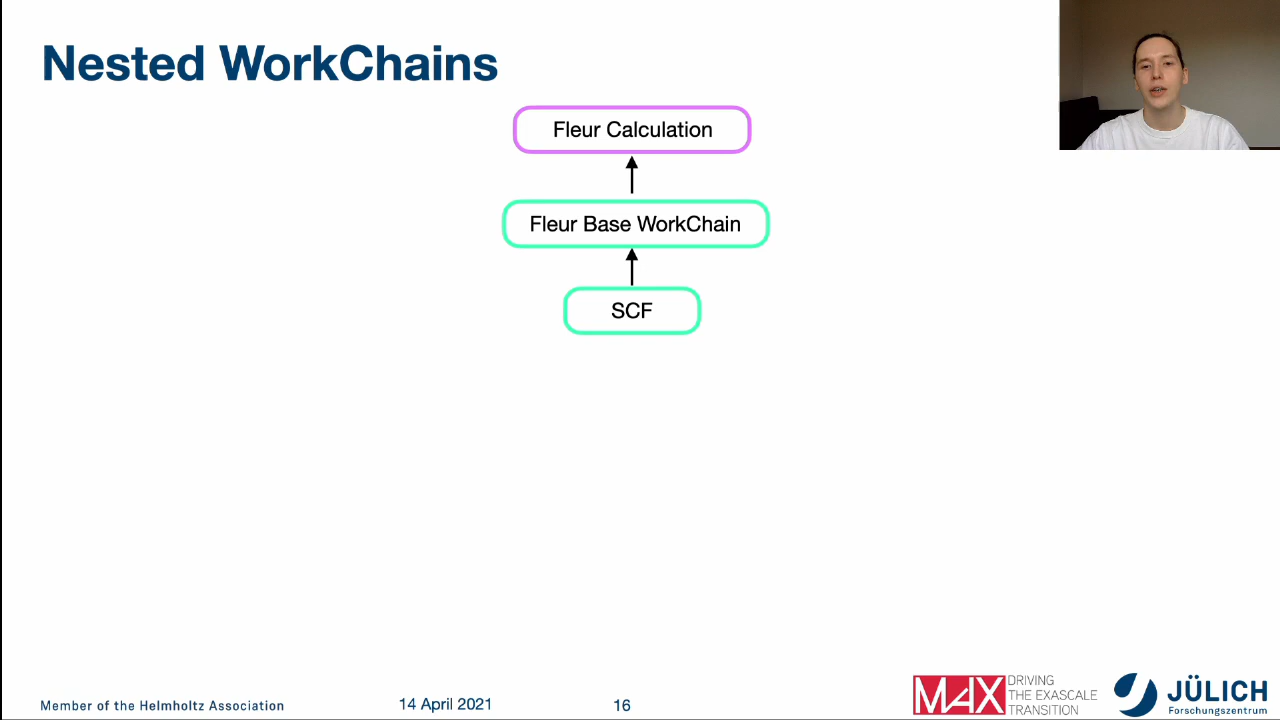 Nested WorkChains
Fleur Calculation
Fleur Base WorkChain
SCF
Member of the Helmholtz Association
14 April 2021
16
MAX
DRIVING
THE EXASCALE
TRANSITION
JÜLICH
Forschungszentrum